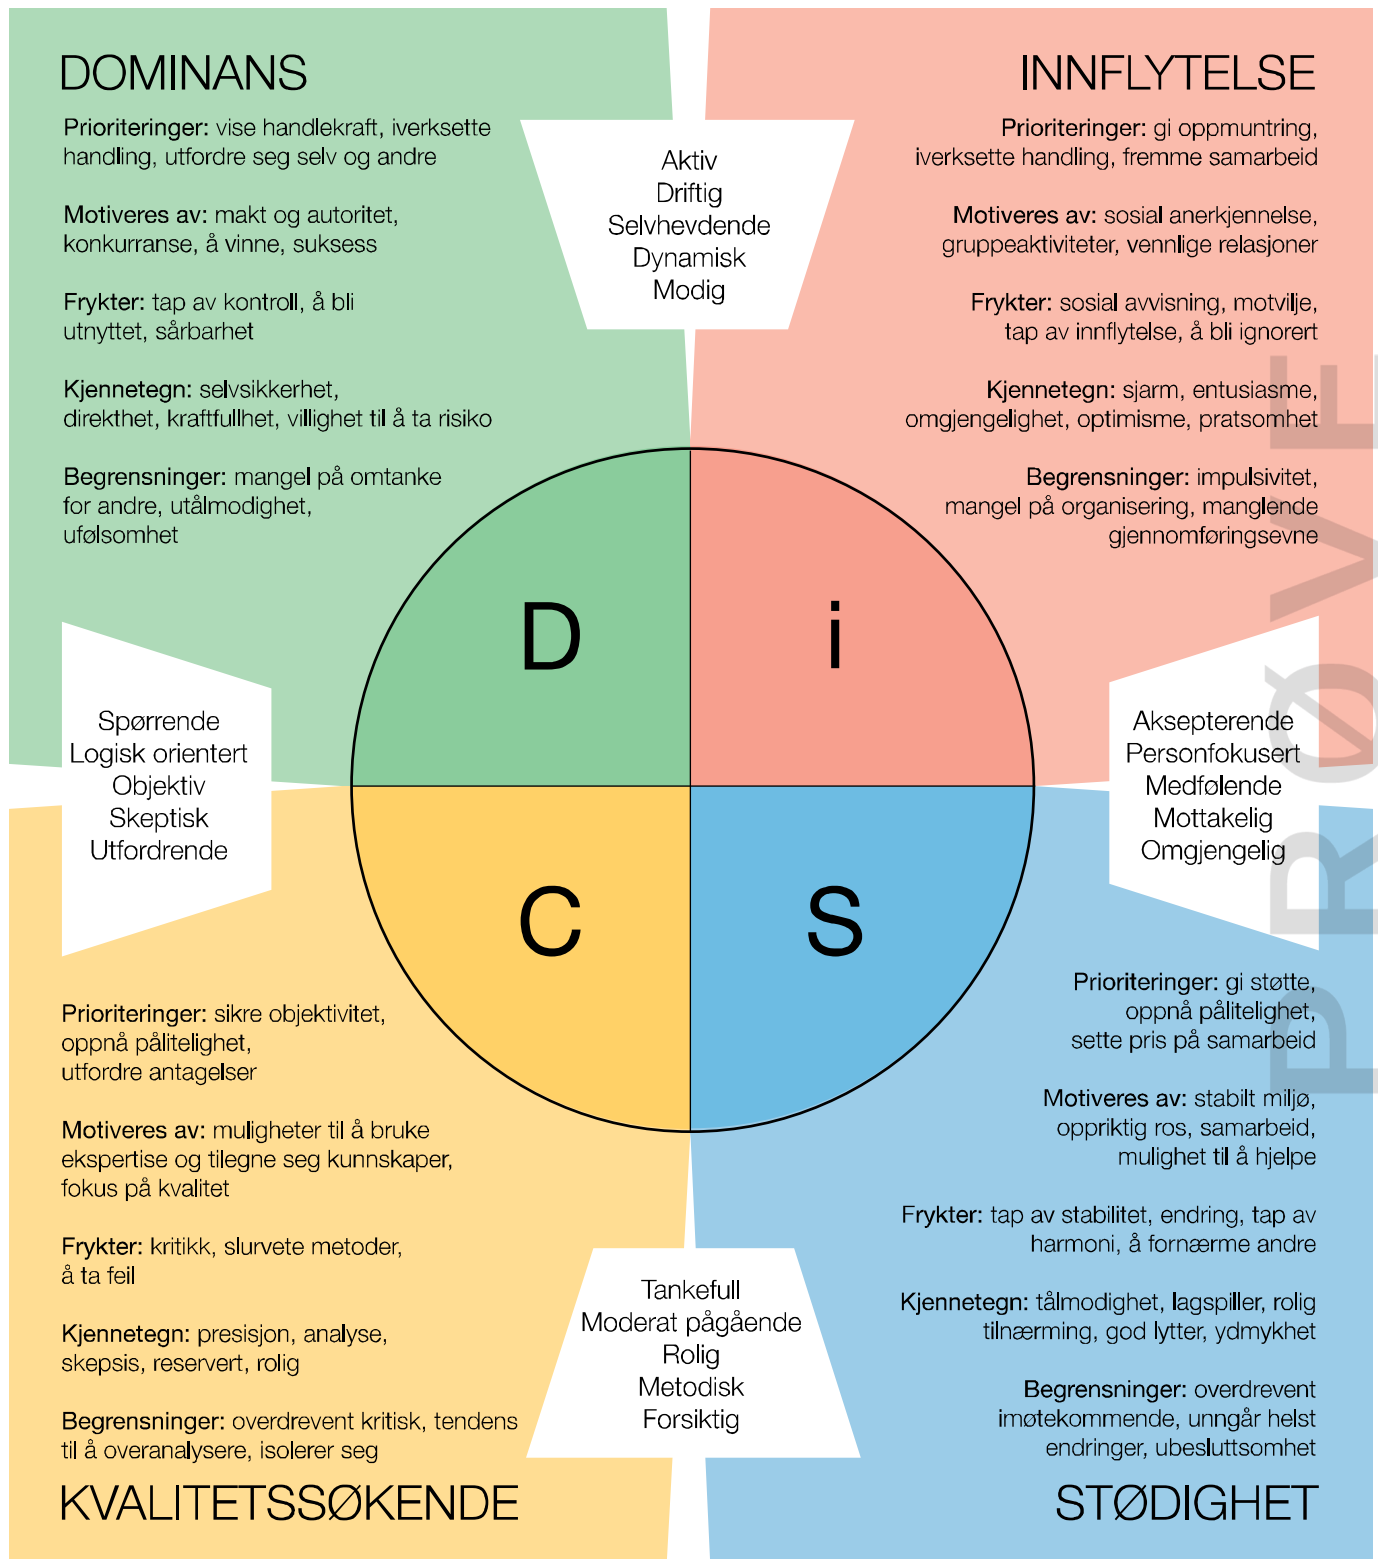 DOMINANS
Prioriteringer: vise handlekraft, iverksette
handling, utfordre seg selv og andre
Motiveres av: makt og autoritet,
konkurranse, å vinne, suksess
Frykter: tap av kontroll, å bli
utnyttet, sårbarhet
Kjennetegn: selvsikkerhet,
direkthet, kraftfullhet, villighet til å ta risiko
Begrensninger: mangel på omtanke
for andre, utålmodighet,
ufølsomhet
Aktiv
Driftig
Selvhevdende
Dynamisk
Modig
INNFLYTELSE
Prioriteringer: gi oppmuntring,
iverksette handling, fremme samarbeid
Motiveres av: sosial anerkjennelse,
gruppeaktiviteter, vennlige relasjoner
Frykter: sosial avvisning, motvilje,
tap av innflytelse, å bli ignorert
Kjennetegn: sjarm, entusiasme,
omgjengelighet, optimisme, pratsomhet
Begrensninger: impulsivitet,
mangel på organisering, manglende
gjennomføringsevne
D
i
Spørrende
Logisk orientert
Objektiv
Skeptisk
Utfordrende
Aksepterende
Personfokusert
Medfølende
Mottakelig
Omgjengelig
C
S
Prioriteringer: sikre objektivitet,
oppnå pålitelighet,
utfordre antagelser
Motiveres av: muligheter til å bruke
ekspertise og tilegne seg kunnskaper,
fokus på kvalitet
Frykter: kritikk, slurvete metoder,
å ta feil
Kjennetegn: presisjon, analyse,
skepsis, reservert, rolig
Begrensninger: overdrevent kritisk, tendens
til å overanalysere, isolerer seg
KVALITETSSØKENDE
Tankefull
Moderat pågående
Rolig
Metodisk
Forsiktig
Prioriteringer: gi støtte,
oppnå pålitelighet,
sette pris på samarbeid
Motiveres av: stabilt miljø,
oppriktig ros, samarbeid,
mulighet til å hjelpe
Frykter: tap av stabilitet, endring, tap av
harmoni, å fornærme andre
Kjennetegn: tålmodighet, lagspiller, rolig
tilnærming, god lytter, ydmykhet
Begrensninger: overdrevent
imøtekommende, unngår helst
endringer, ubesluttsomhet
STØDIGHET
PRØVE